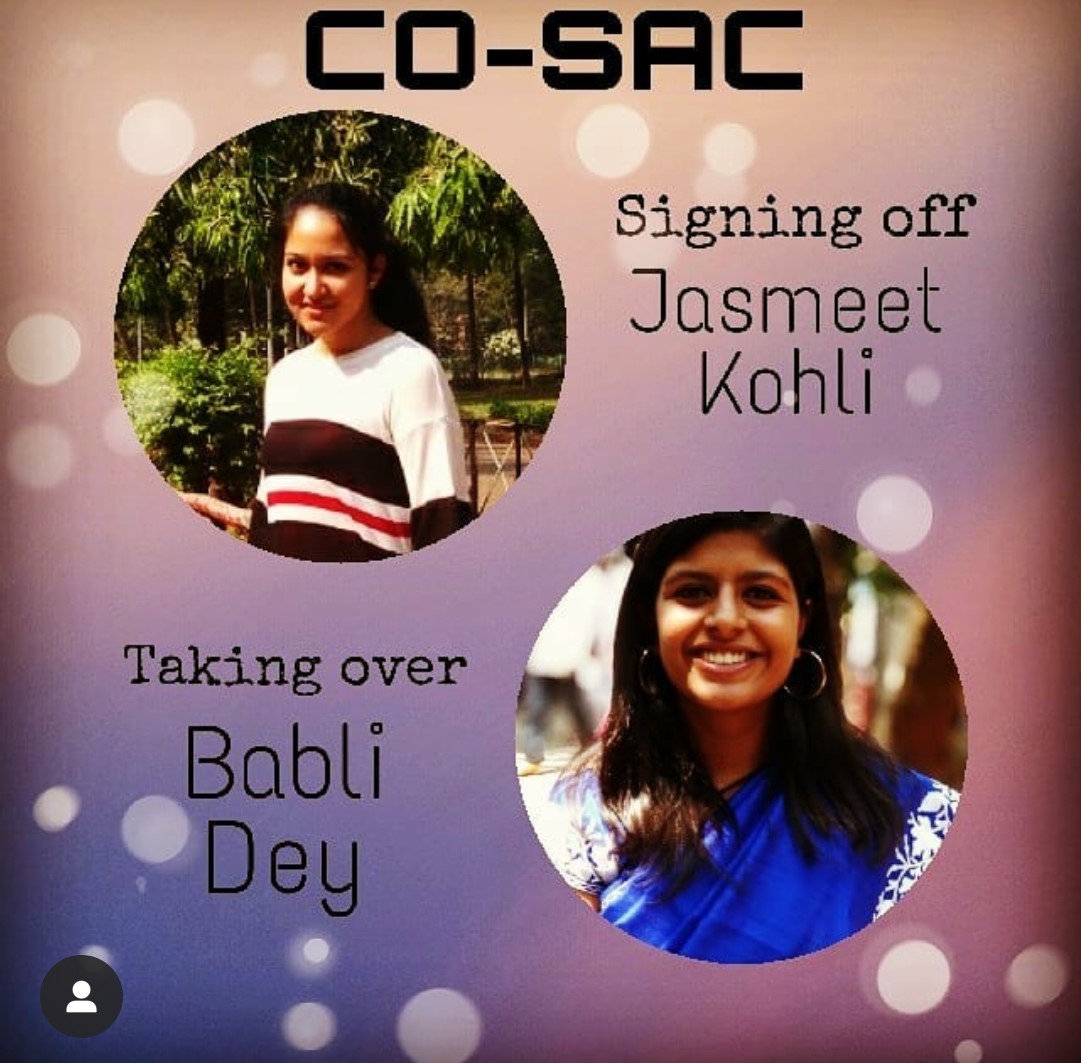 CO-SAC
Signing off
Jasmeet
Kohli
Taking over
Babli
Dey